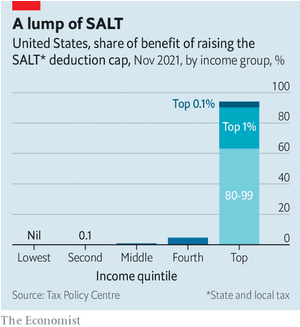 A lump of SALT
United States, share of benefit of raising the
SALT* deduction cap, Nov 2021, by income group, %
100
Top 0.1%
80
Top 1%
60
80-99
40
20
Nil
0.1
0
Lowest Second Middle Fourth Top
Income quintile
Source: Tax Policy Centre *State and local tax
The Economist